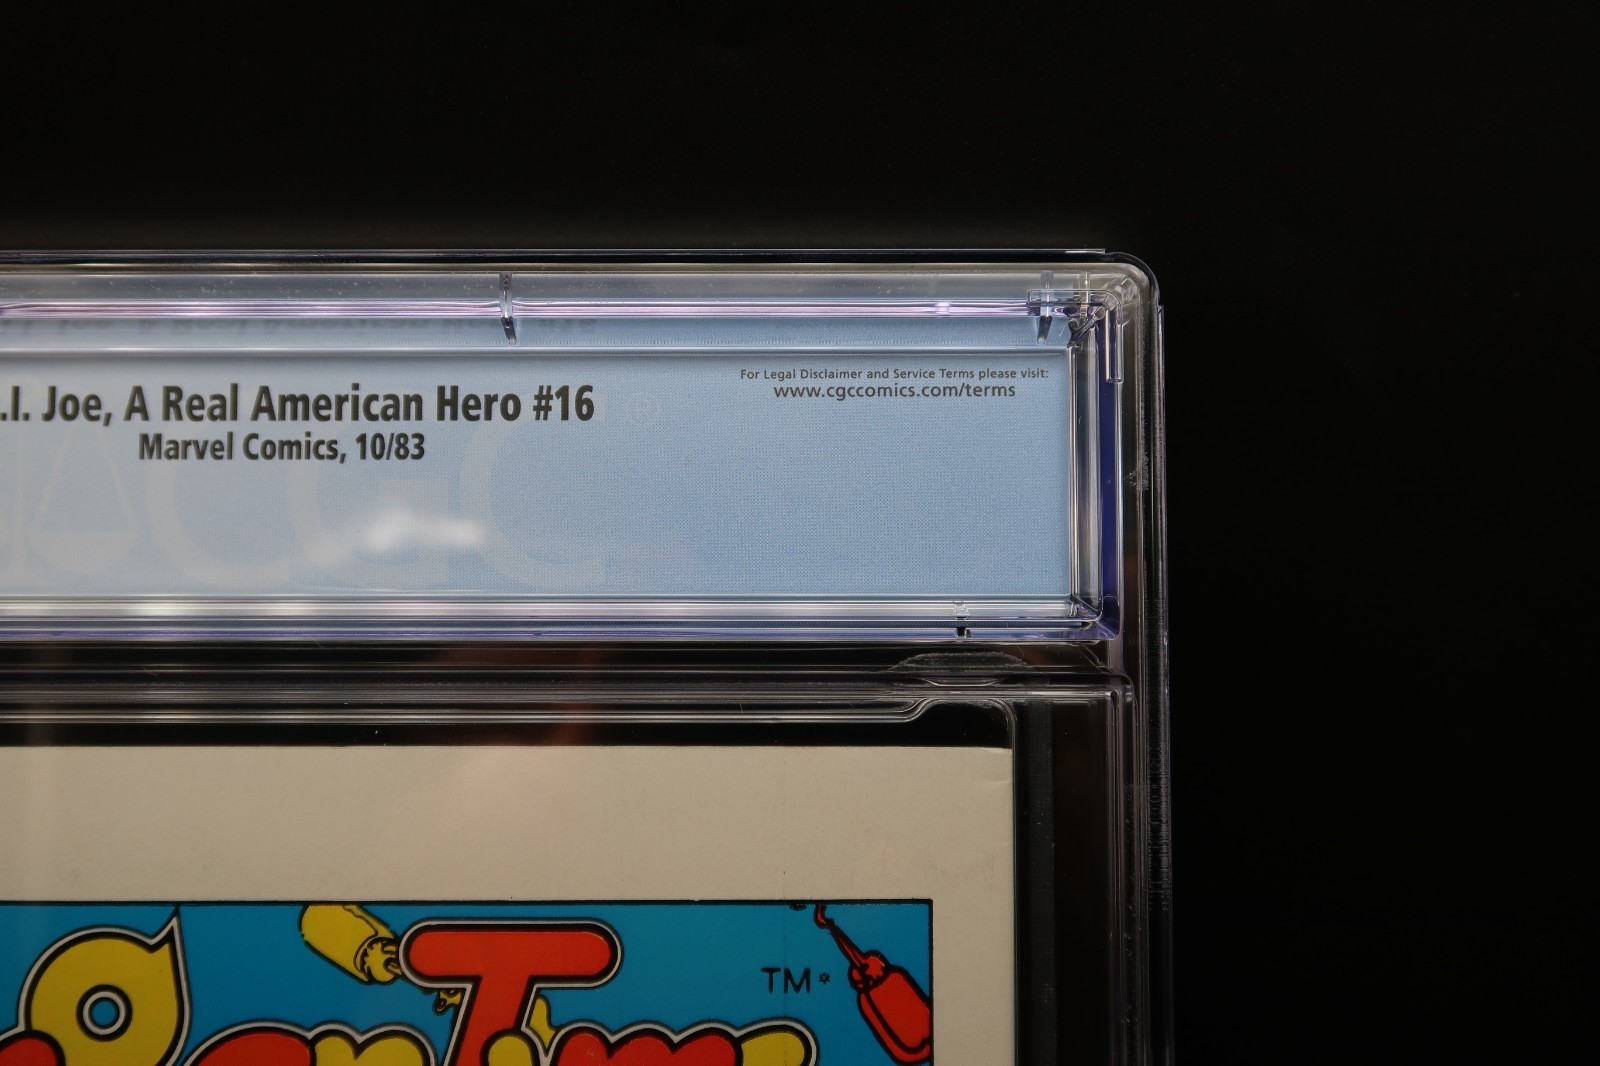 .I. Joe, A Real American Hero #16
Marvel Comics, 10/83
For Legal Disclaimer and Service Terms please visit:
www.cgccomics.com/terms
CGC ®
TM*